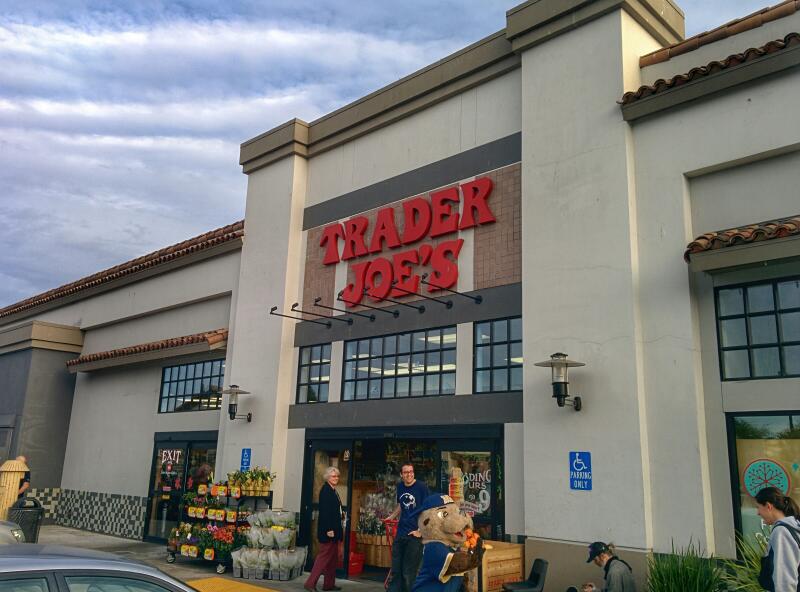 TRADER
JOE'S
EXIT
PARKING
ONLY